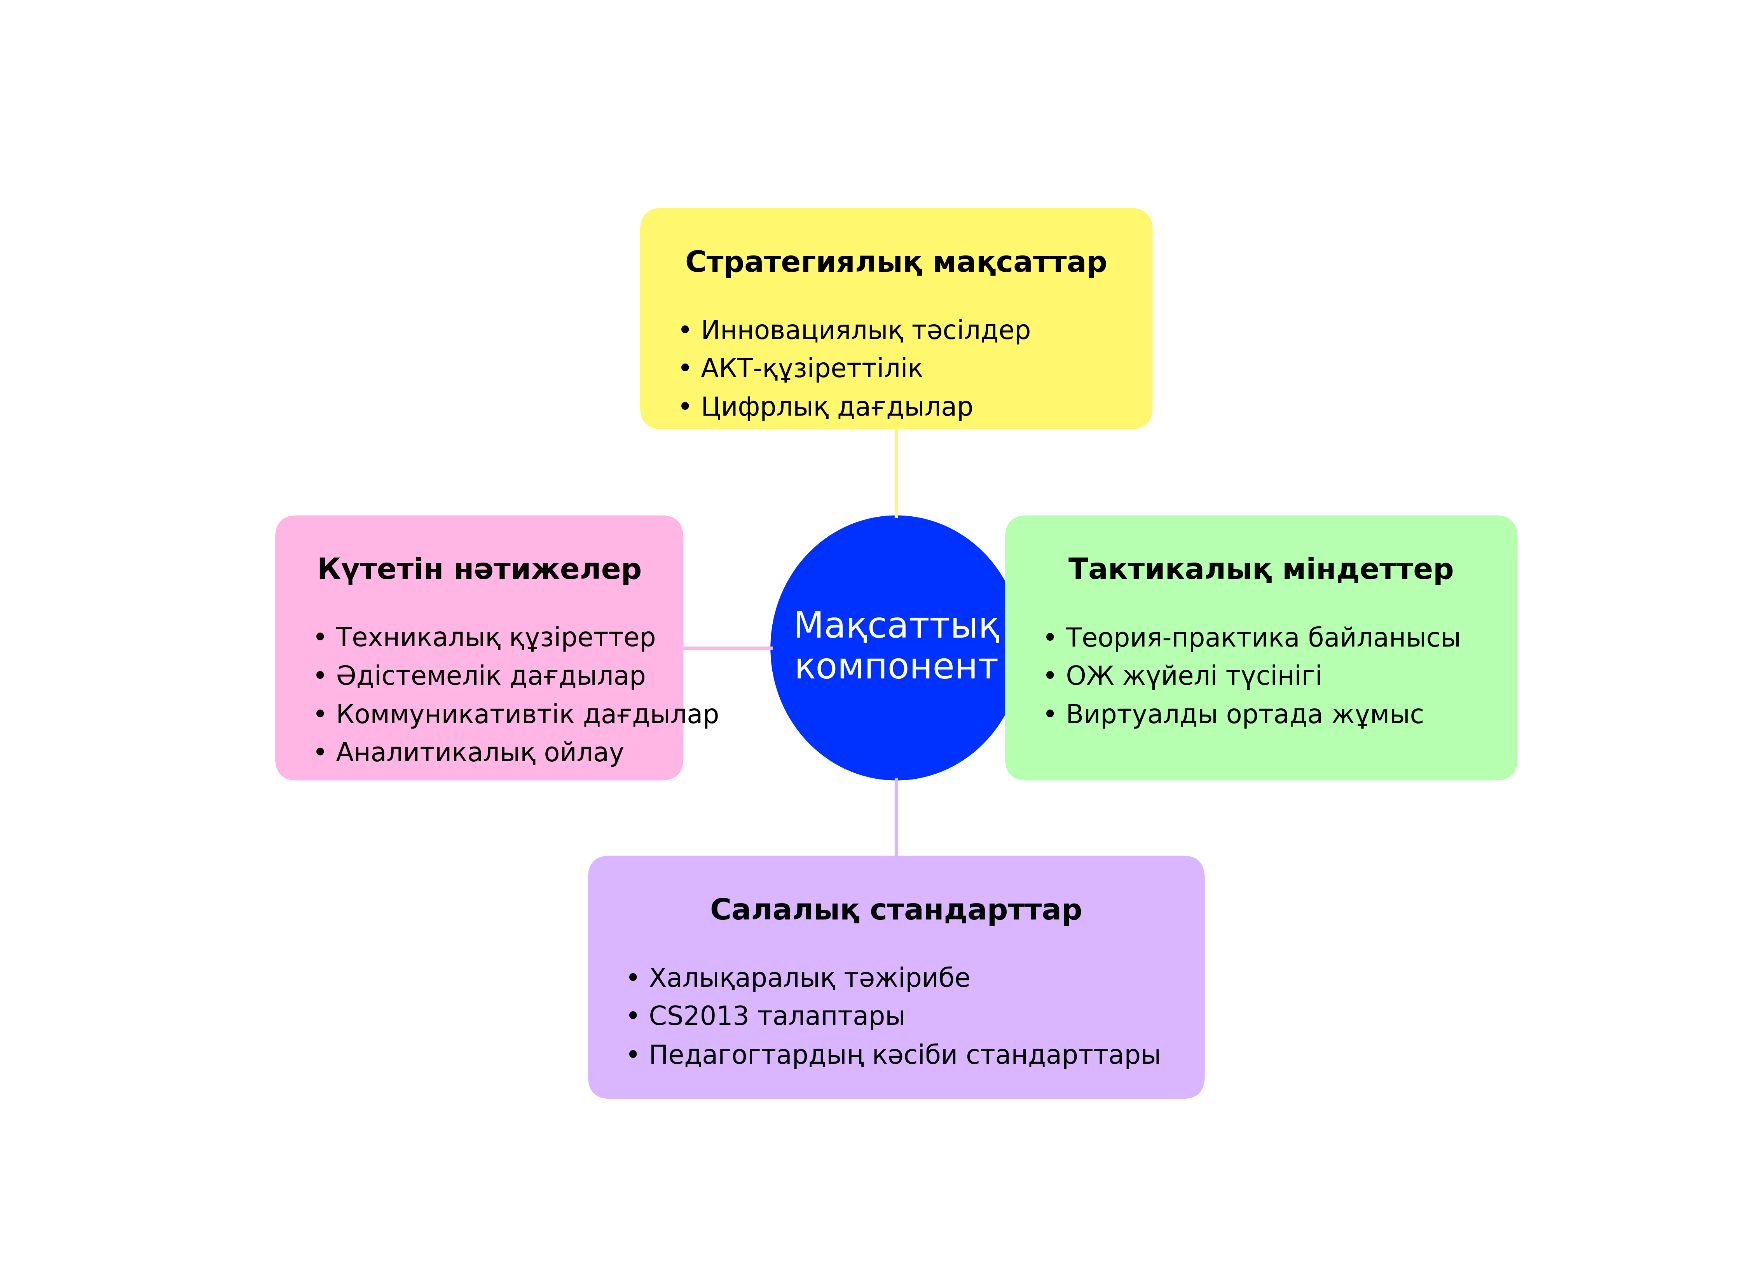 Стратегиялық мақсаттар
• Инновациялық тәсілдер
• АКТ-құзіреттілік
• Цифрлық дағдылар
Күтетін нәтижелер
• Техникалық құзіреттер
• Әдістемелік дағдылар
• Коммуникативтік дағдылар
• Аналитикалық ойлау
Мақсаттық
компонент
Тактикалық міндеттер
• Теория-практика байланысы
• ОЖ жүйелі түсінігі
• Виртуалды ортада жұмыс
Салалық стандарттар
• Халықаралық тәжірибе
• CS2013 талаптары
• Педагогтардың кәсіби стандарттары